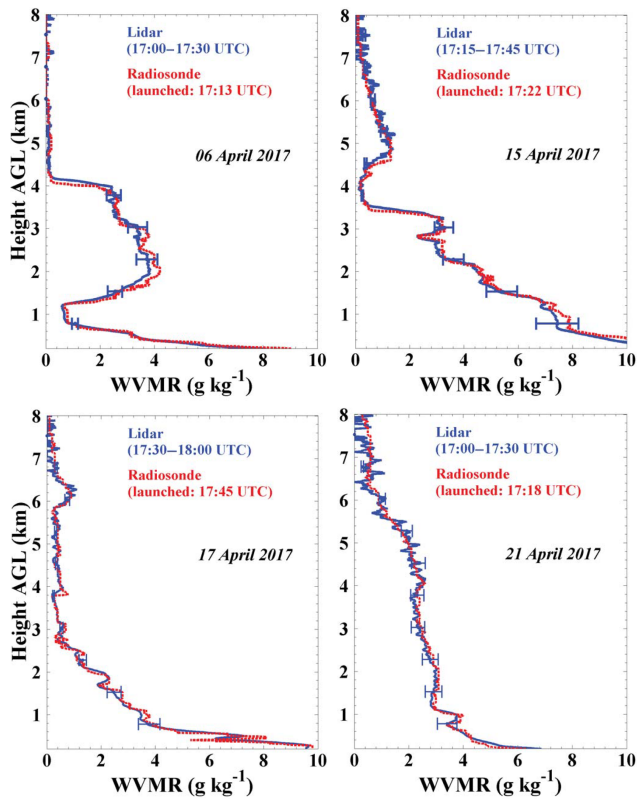 8
7
6
5
4
3
2
1
0
2
4
6
8
10
Height AGL (km)
WVMR (g kg-1)
Lidar
(17:00–17:30 UTC)
Radiosonde
(launched: 17:13 UTC)
06 April 2017
8
7
6
5
4
3
2
1
0
2
4
6
8
10
WVMR (g kg-1)
Lidar
(17:15–17:45 UTC)
Radiosonde
(launched: 17:22 UTC)
15 April 2017
8
7
6
5
4
3
2
1
0
2
4
6
8
10
Height AGL (km)
WVMR (g kg-1)
Lidar
(17:30–18:00 UTC)
Radiosonde
(launched: 17:45 UTC)
17 April 2017
8
7
6
5
4
3
2
1
0
2
4
6
8
10
WVMR (g kg-1)
Lidar
(17:00–17:30 UTC)
Radiosonde
(launched: 17:18 UTC)
21 April 2017